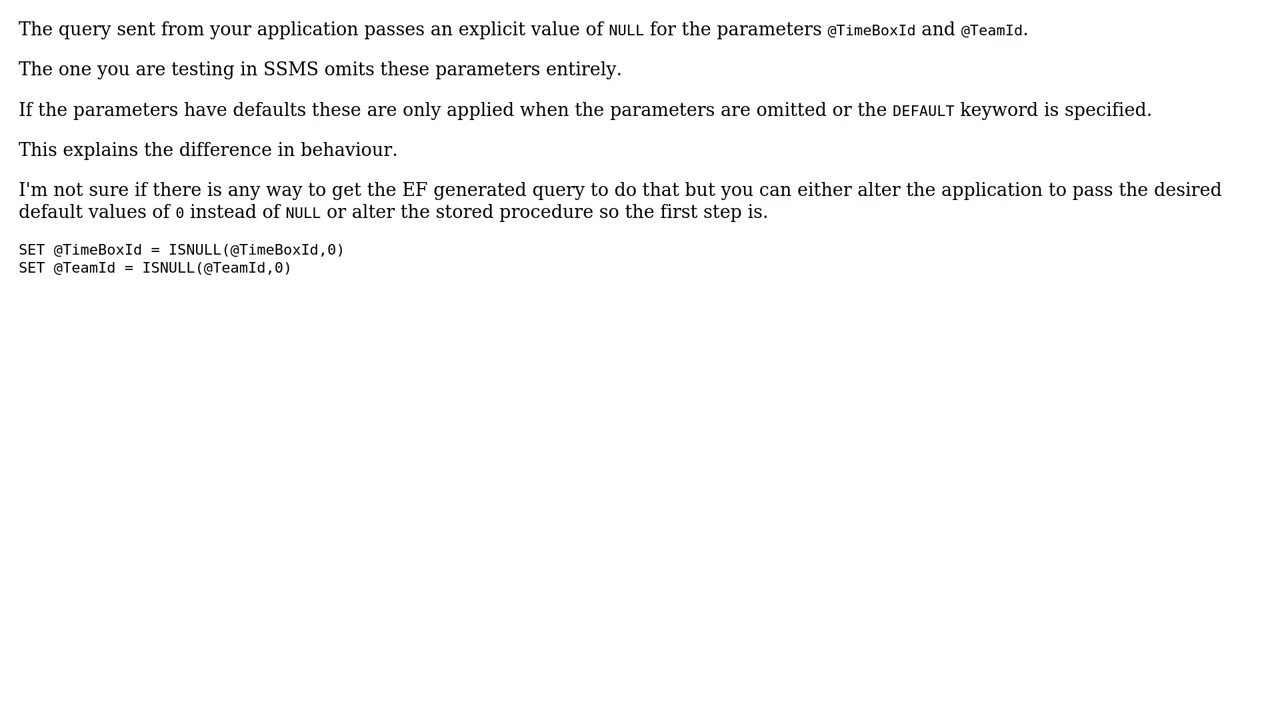 The query sent from your application passes an explicit value of NULL for the parameters @TimeBoxId and @TeamId.
The one you are testing in SSMS omits these parameters entirely.
If the parameters have defaults these are only applied when the parameters are omitted or the DEFAULT keyword is specified.
This explains the difference in behaviour.
I'm not sure if there is any way to get the EF generated query to do that but you can either alter the application to pass the desired
default values of 0 instead of NULL or alter the stored procedure so the first step is.
SET @TimeBoxId = ISNULL(@TimeBoxId,0)
SET @TeamId = ISNULL(@TeamId,0)